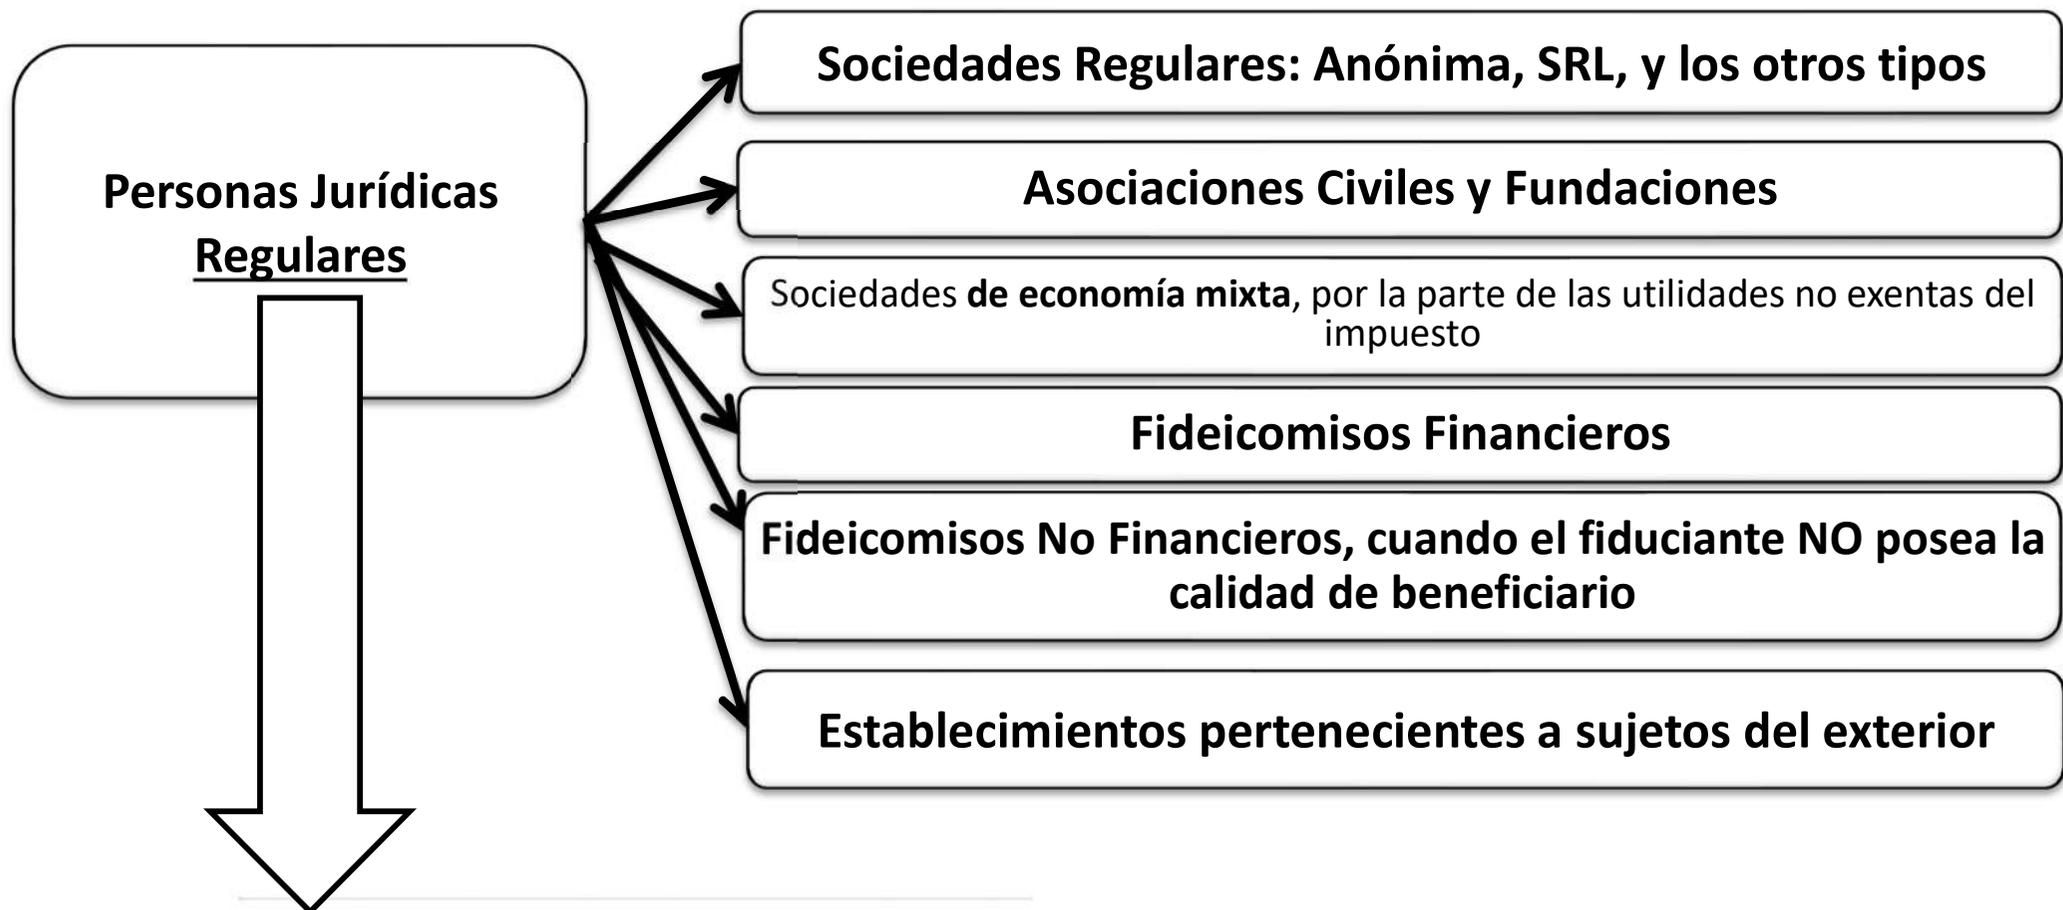 Personas Jurídicas
Regulares
Sociedades Regulares: Anónima, SRL, y los otros tipos
Asociaciones Civiles y Fundaciones
Sociedades de economía mixta, por la parte de las utilidades no exentas del
impuesto
Fideicomisos Financieros
Fideicomisos No Financieros, cuando el fiduciante NO posea la
calidad de beneficiario
Establecimientos pertenecientes a sujetos del exterior